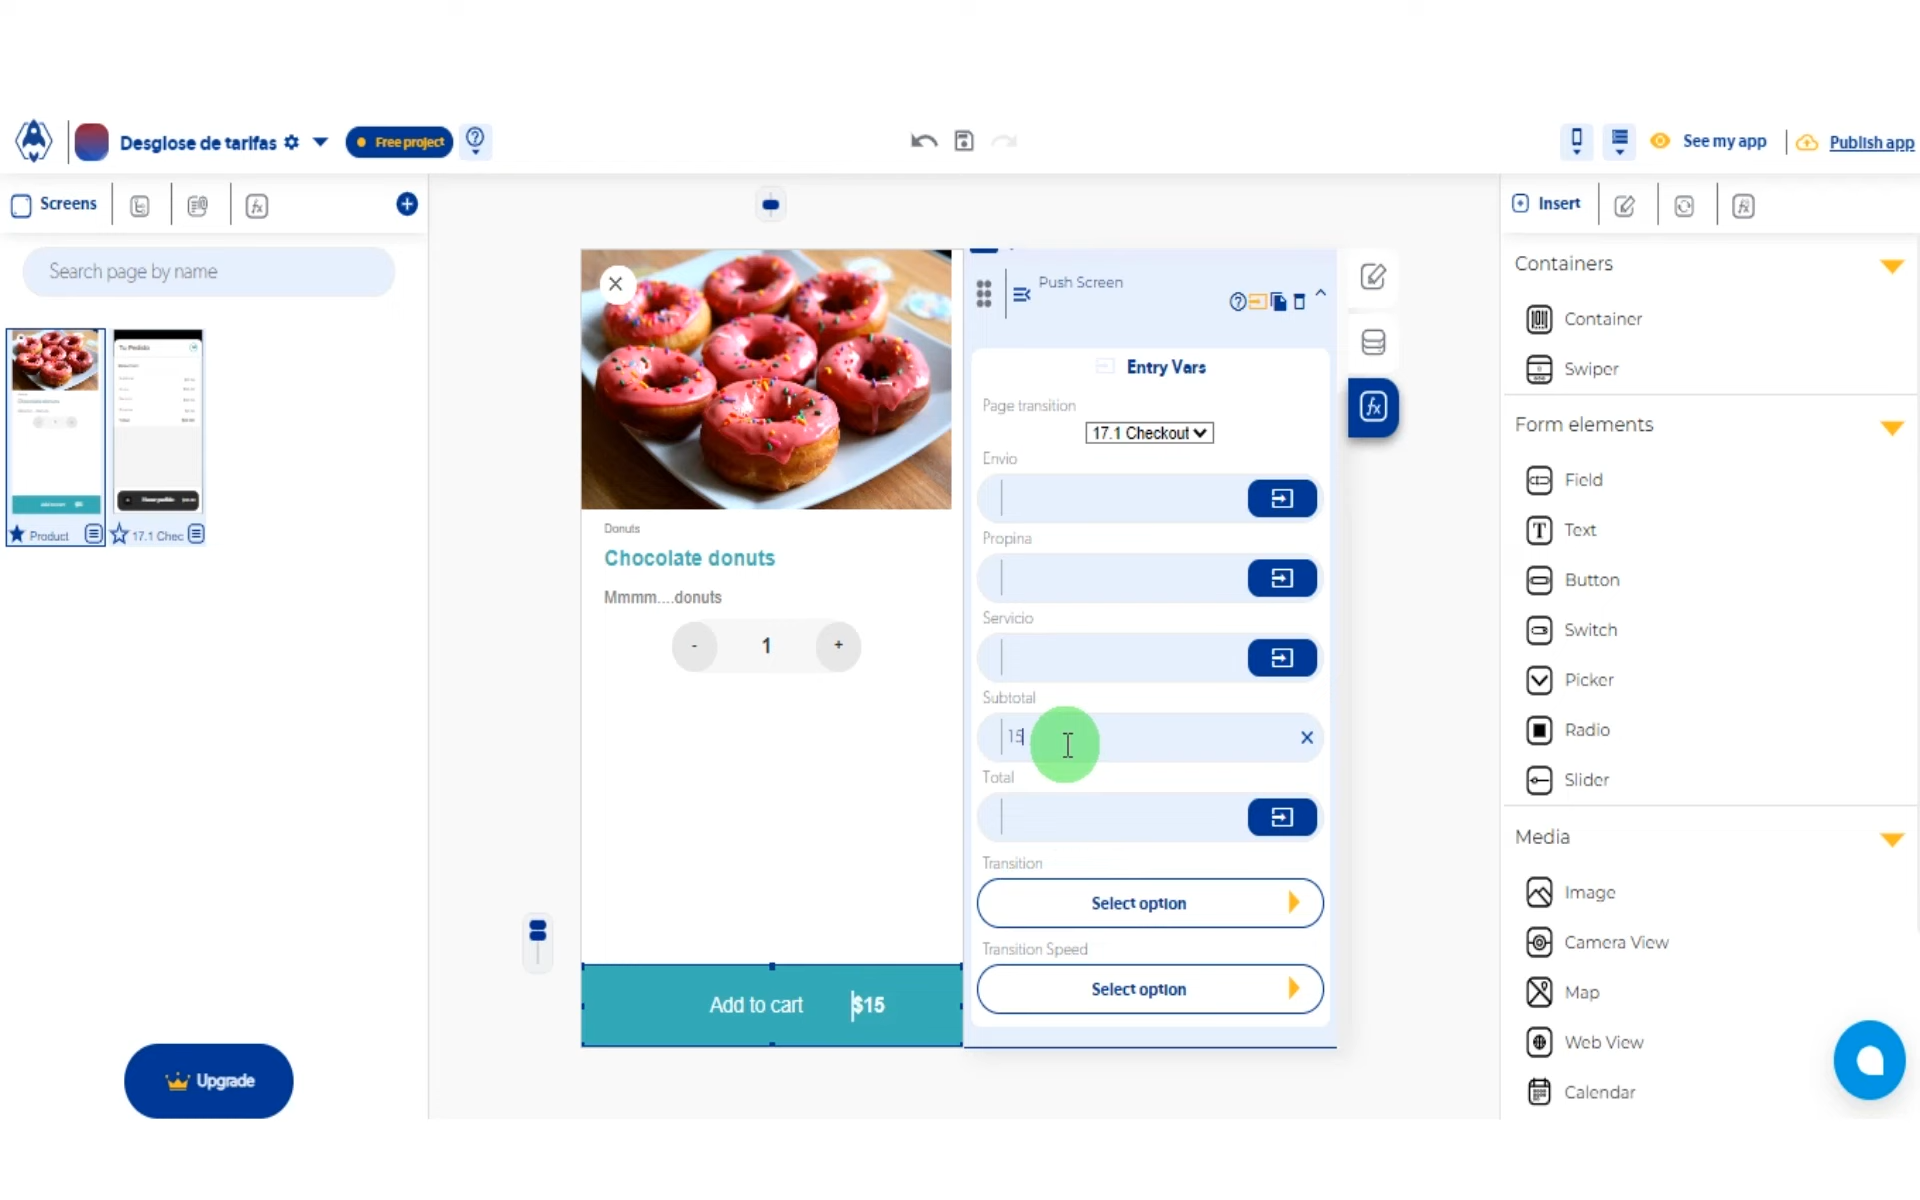 Desglose de tarifas
Free project
See my app
Publish app
Screens
Insert
Search page by name
Tu Pedido
Product
17.1 Chec
Upgrade
Donuts
Chocolate donuts
Mmmm....donuts
-
1
+
Add to cart
$15
Push Screen
Entry Vars
Page transition
17.1 Checkout
Envio
Propina
Servicio
Subtotal
15
Total
Transition
Select option
Transition Speed
Select option
Containers
Container
Swiper
Form elements
Field
Text
Button
Switch
Picker
Radio
Slider
Media
Image
Camera View
Map
Web View
Calendar